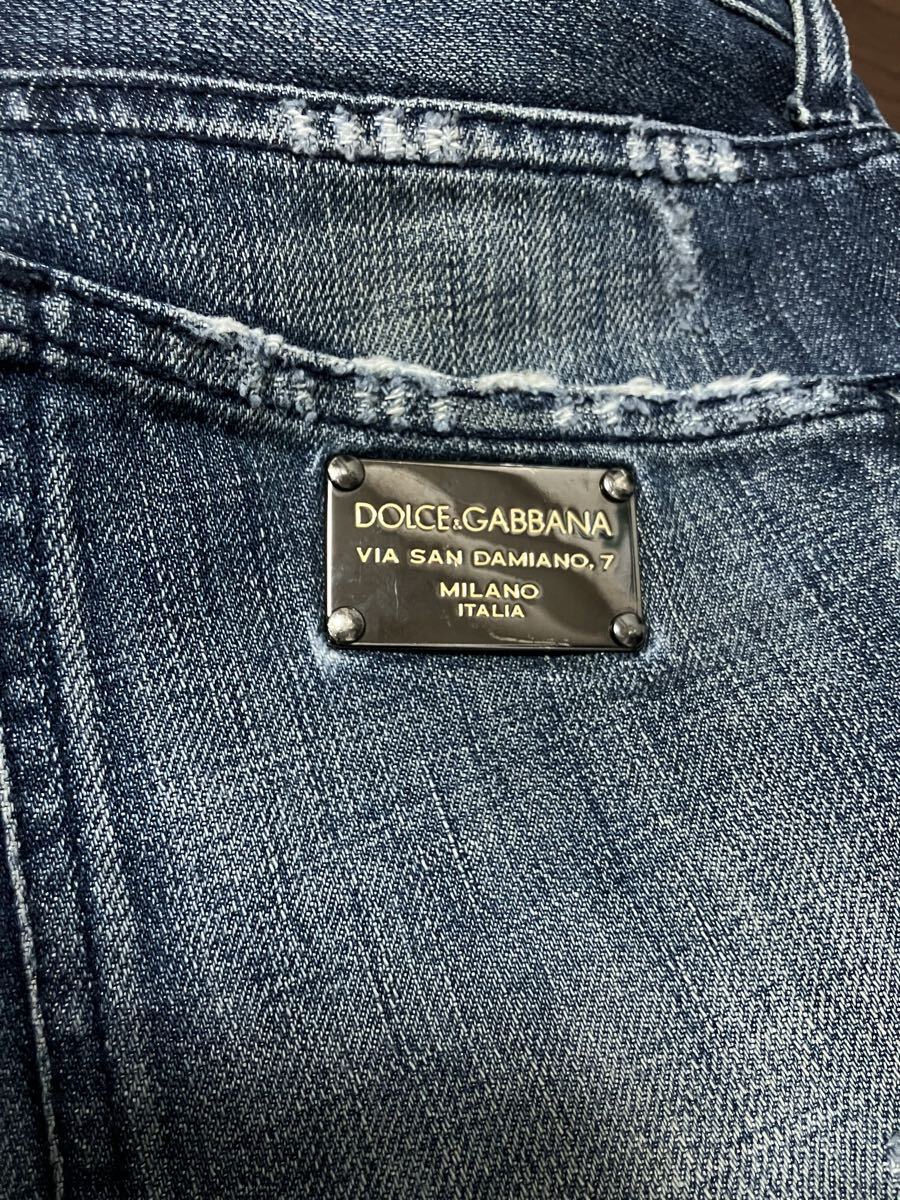 DOLCE&GABBANA
VIA SAN DAMIANO, 7
MILANO
ITALIA